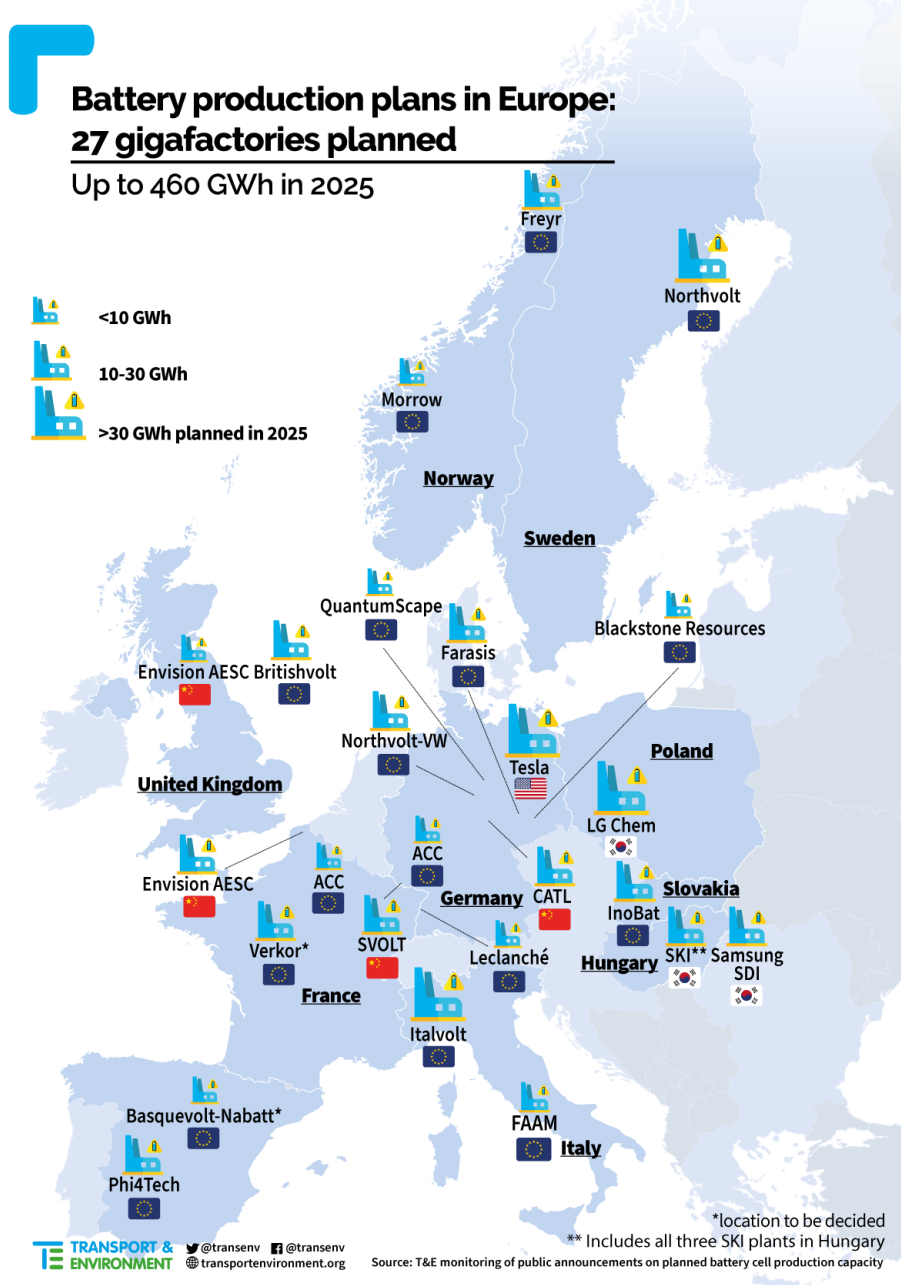 Battery production plans in Europe:
27 gigafactories planned
Up to 460 GWh in 2025
Freyr
Northvolt
<10 GWh
10-30 GWh
>30 GWh planned in 2025
Morrow
Norway
Sweden
QuantumScape
Farasis
Blackstone Resources
Envision AESC
Britishvolt
Northvolt-VW
Tesla
Poland
United Kingdom
LG Chem
ACC
Envision AESC
ACC
Germany
CATL
Slovakia
InoBat
Verkor*
SVOLT
Leclanché
Hungary
SKI**
Samsung
SDI
France
Italvolt
Basquevolt-Nabatt*
FAAM
Italy
Phi4Tech
*location to be decided
** Includes all three SKI plants in Hungary
TE TRANSPORT &
ENVIRONMENT
@transenv @transenv
transportenvironment.org
Source: T&E monitoring of public announcements on planned battery cell production capacity